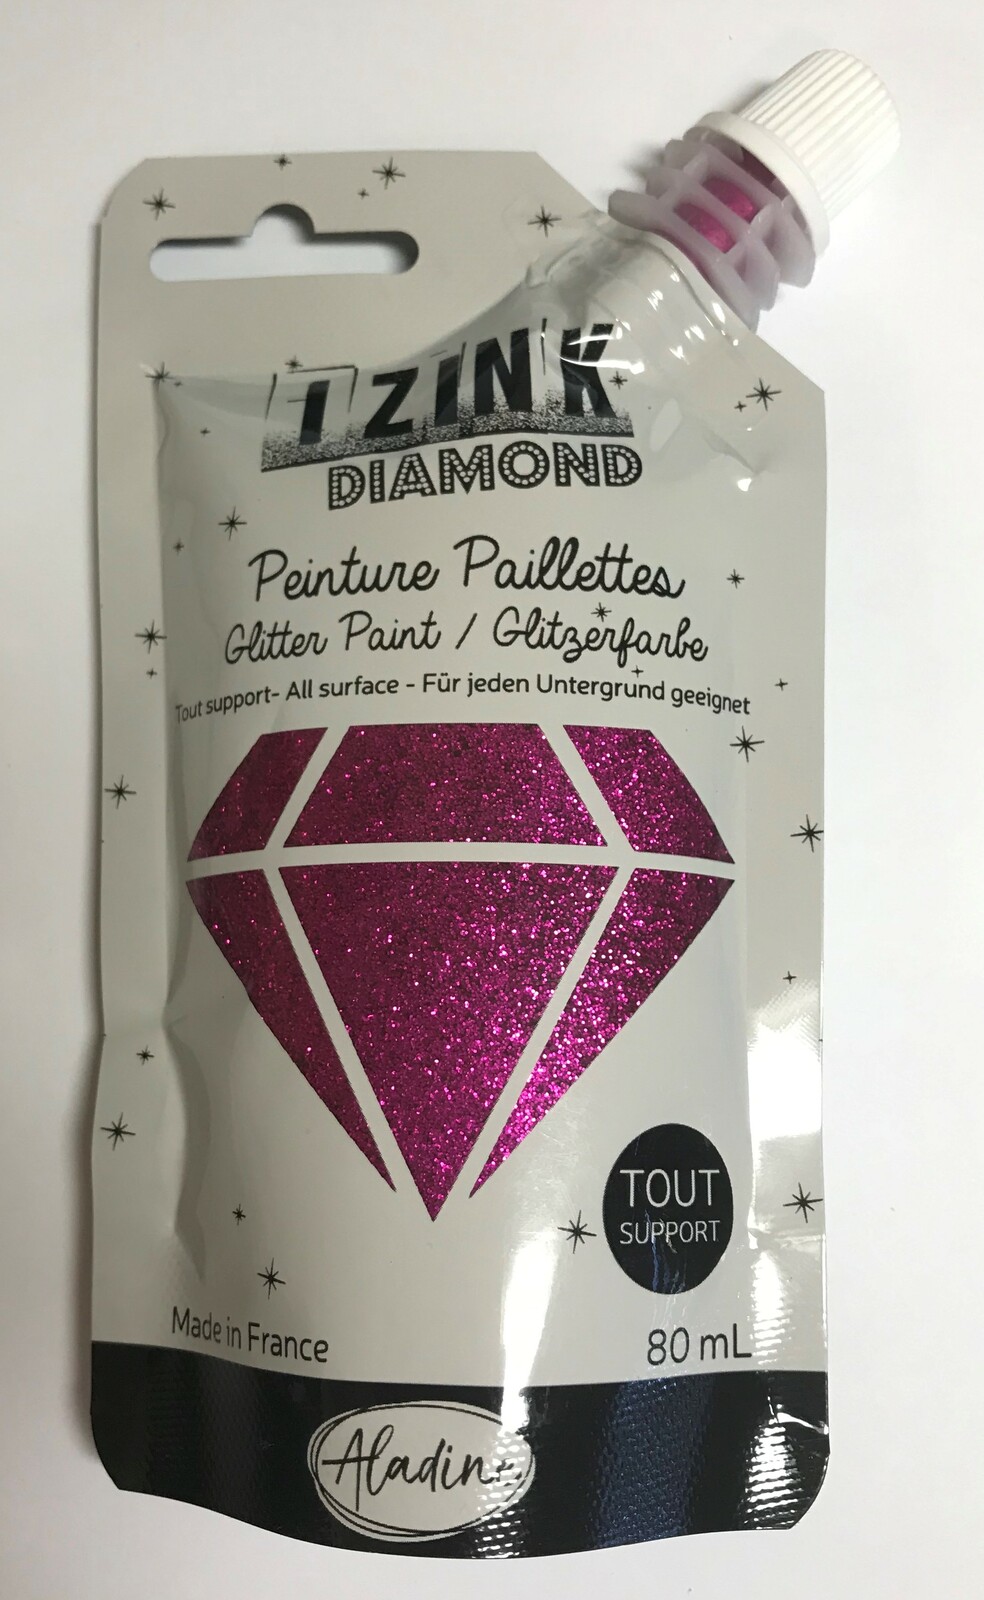 IZINK
DIAMOND
Peinture Paillettes
Glitter Paint / Glitzerfarbe
Tout support- All surface - Für jeden Untergrund geeignet
TOUT
SUPPORT
Made in France
80 mL
Aladine